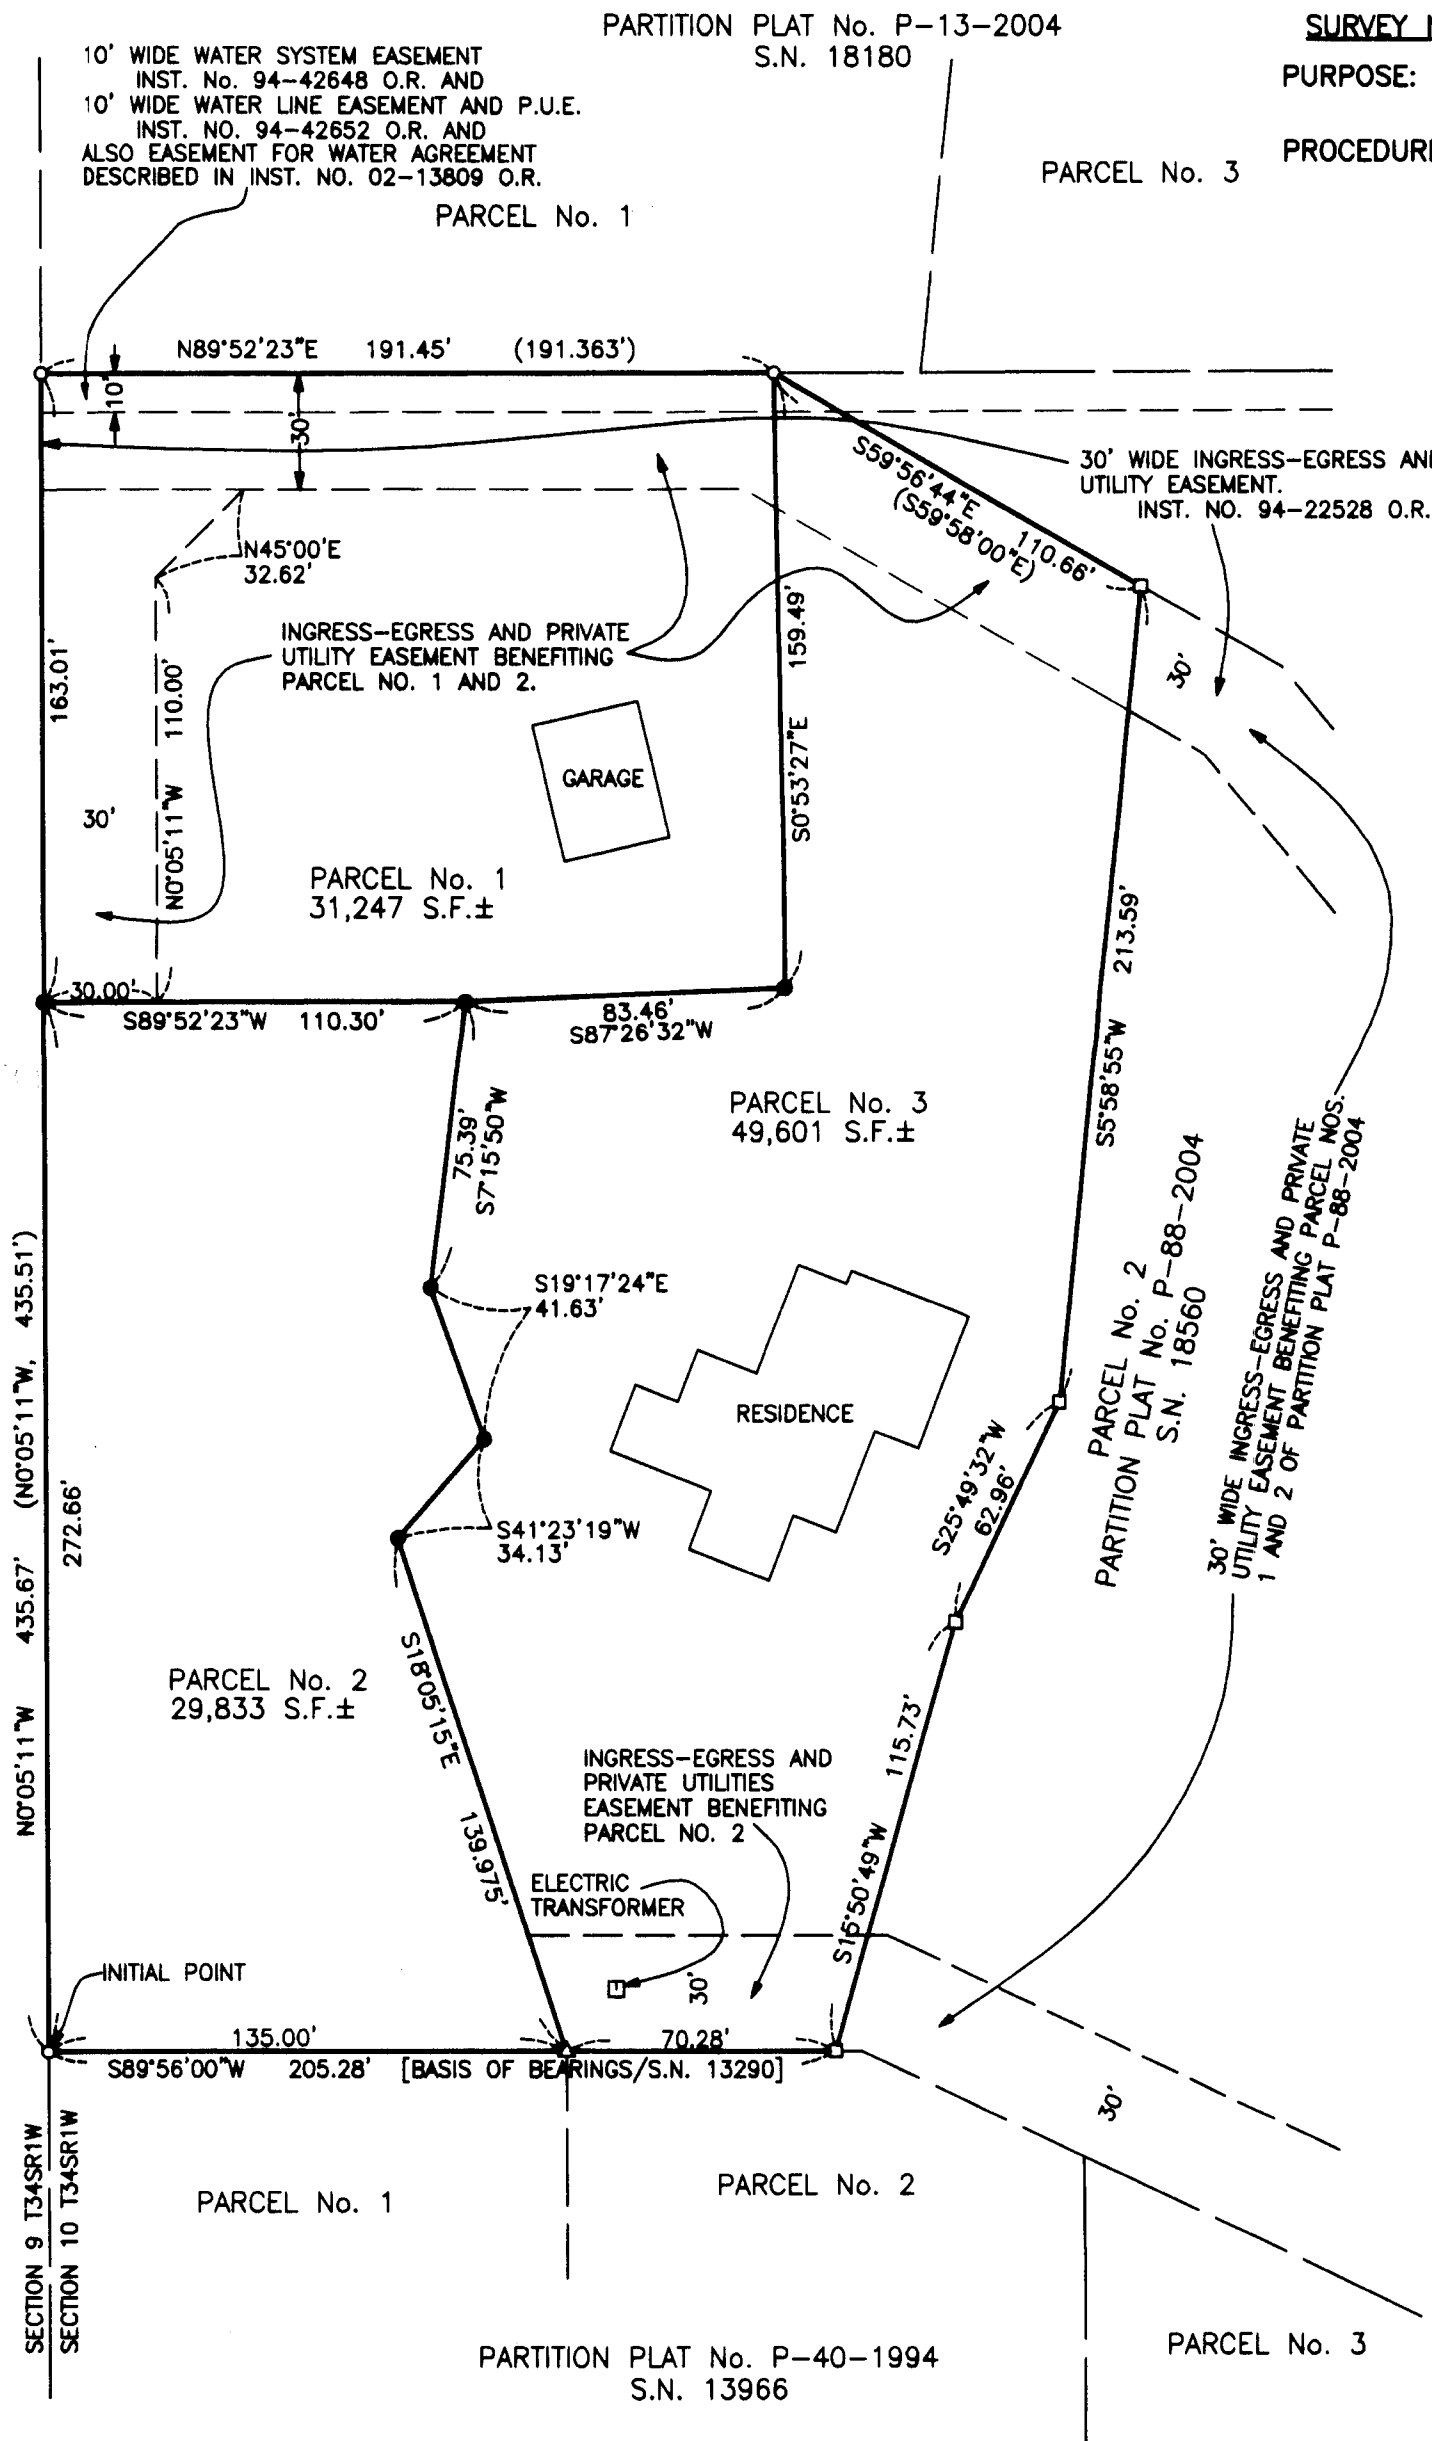 PARTITION PLAT No. P-13-2004
S.N. 18180
PURPOSE:
10' WIDE WATER SYSTEM EASEMENT
INST. No. 94-42648 O.R. AND
10' WIDE WATER LINE EASEMENT AND P.U.E.
INST. NO. 94-42652 O.R. AND
ALSO EASEMENT FOR WATER AGREEMENT
DESCRIBED IN INST. NO. 02-13809 O.R.
SURVEY
PARCEL No. 3
PARCEL No. 1
N89°52'23"E 191.45' (191.363')
10'
30'
S59°56'44"E
(S59°58'00"E)
110.66'
30' WIDE INGRESS-EGRESS AND
UTILITY EASEMENT.
INST. NO. 94-22528 O.R.
N45°00'E
32.62'
INGRESS-EGRESS AND PRIVATE
UTILITY EASEMENT BENEFITING
PARCEL NO. 1 AND 2.
163.01'
N0°05'11"W 110.00'
S0°53'27"E 159.49'
30'
GARAGE
30'
PARCEL No. 1
31,247 S.F.±
S5°58'55"W 213.59'
30.00'
S89°52'23"W 110.30'
83.46'
S87°26'32"W
75.39'
S7°15'50"W
PARCEL No. 3
49,601 S.F.±
S19°17'24"E
41.63'
RESIDENCE
N0°05'11"W 435.67' (N0°05'11"W, 435.51')
272.66'
S41°23'19"W
34.13'
S25°49'32"W
62.96'
PARCEL No. 2
PARTITION PLAT No. P-88-2004
S.N. 18560
30' WIDE INGRESS-EGRESS AND PRIVATE
UTILITY EASEMENT BENEFITING PARCEL NOS.
1 AND 2 OF PARTITION PLAT P-88-2004
PARCEL No. 2
29,833 S.F.±
S18°05'15"E 139.975'
INGRESS-EGRESS AND
PRIVATE UTILITIES
EASEMENT BENEFITING
PARCEL NO. 2
S15°50'49"W 115.73'
ELECTRIC
TRANSFORMER
30'
INITIAL POINT
135.00'
70.28'
S89°56'00"W 205.28' [BASIS OF BEARINGS/S.N. 13290]
30'
SECTION 9 T34SR1W
SECTION 10 T34SR1W
PARCEL No. 1
PARCEL No. 2
PARTITION PLAT No. P-40-1994
S.N. 13966
PARCEL No. 3